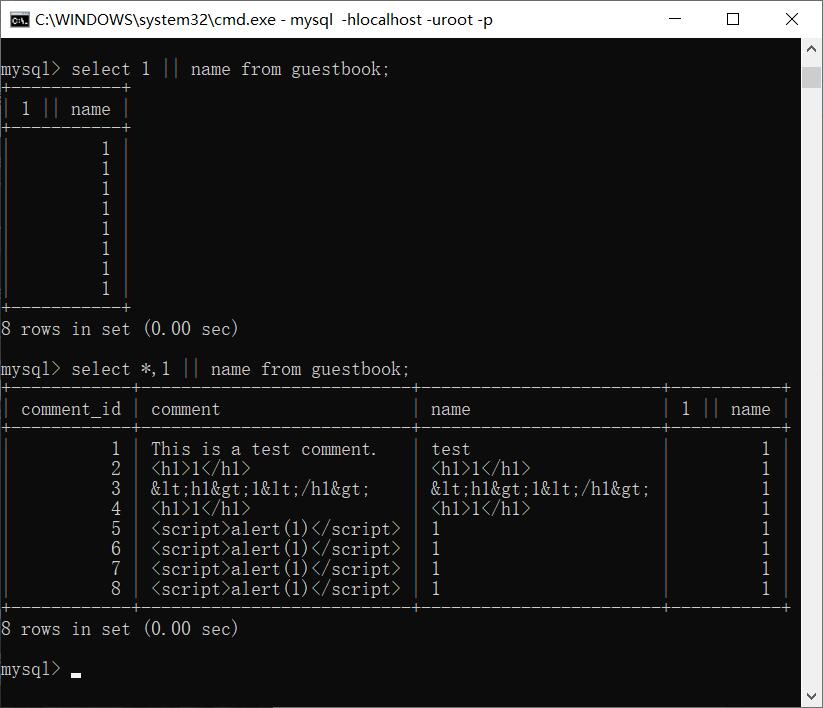 C:\WINDOWS\system32\cmd.exe - mysql  -hlocalhost -uroot -p
mysql> select 1 || name from guestbook;
+-----------+
| 1 || name |
+-----------+
|         1 |
|         1 |
|         1 |
|         1 |
|         1 |
|         1 |
|         1 |
|         1 |
+-----------+
8 rows in set (0.00 sec)
mysql> select *,1 || name from guestbook;
+------------+---------------------------+------------------------+-----------+
| comment_id | comment                   | name                   | 1 || name |
+------------+---------------------------+------------------------+-----------+
|          1 | This is a test comment.   | test                   |         1 |
|          2 | <h1>1</h1>                | <h1>1</h1>             |         1 |
|          3 | &lt;h1&gt;1&lt;/h1&gt;    | &lt;h1&gt;1&lt;/h1&gt; |         1 |
|          4 | <h1>1</h1>                | <h1>1</h1>             |         1 |
|          5 | <script>alert(1)</script> | 1                      |         1 |
|          6 | <script>alert(1)</script> | 1                      |         1 |
|          7 | <script>alert(1)</script> | 1                      |         1 |
|          8 | <script>alert(1)</script> | 1                      |         1 |
+------------+---------------------------+------------------------+-----------+
8 rows in set (0.00 sec)
mysql>